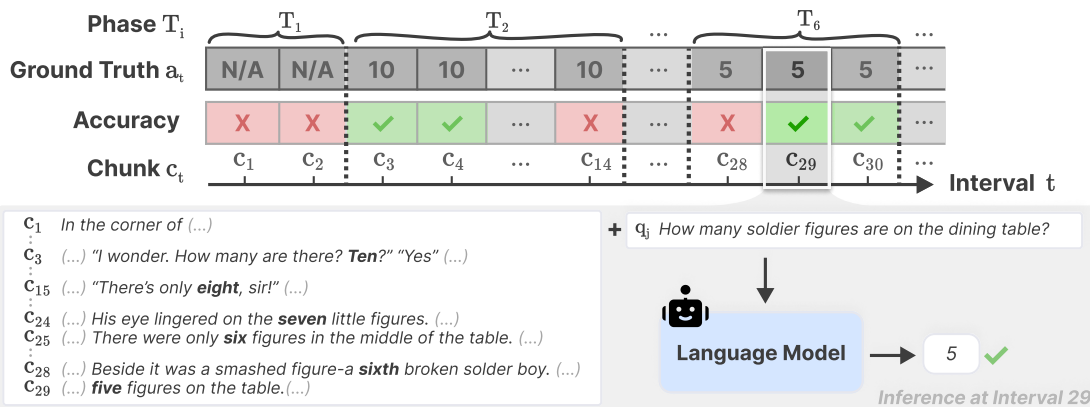 Phase Tᵢ T₁ T₂ ... T₆ ...
Ground Truth aₜ N/A N/A 10 10 ... 10 ... 5 5 5 ...
Accuracy X X ✓ ✓ ... X ... X ✓ ✓ ...
Chunk cₜ c₁ c₂ c₃ c₄ ... c₁₄ ... c₂₈ c₂₉ c₃₀ ...
Interval t
c₁ In the corner of (...)
c₃ (...) “I wonder. How many are there? Ten?” “Yes” (...)
c₁₅ (...) “There’s only eight, sir!” (...)
c₂₄ (...) His eye lingered on the seven little figures. (...)
c₂₅ (...) There were only six figures in the middle of the table. (...)
c₂₈ (...) Beside it was a smashed figure-a sixth broken solder boy. (...)
c₂₉ (...) five figures on the table.(...)
+ qⱼ How many soldier figures are on the dining table?
Language Model
5 ✓
Inference at Interval 29